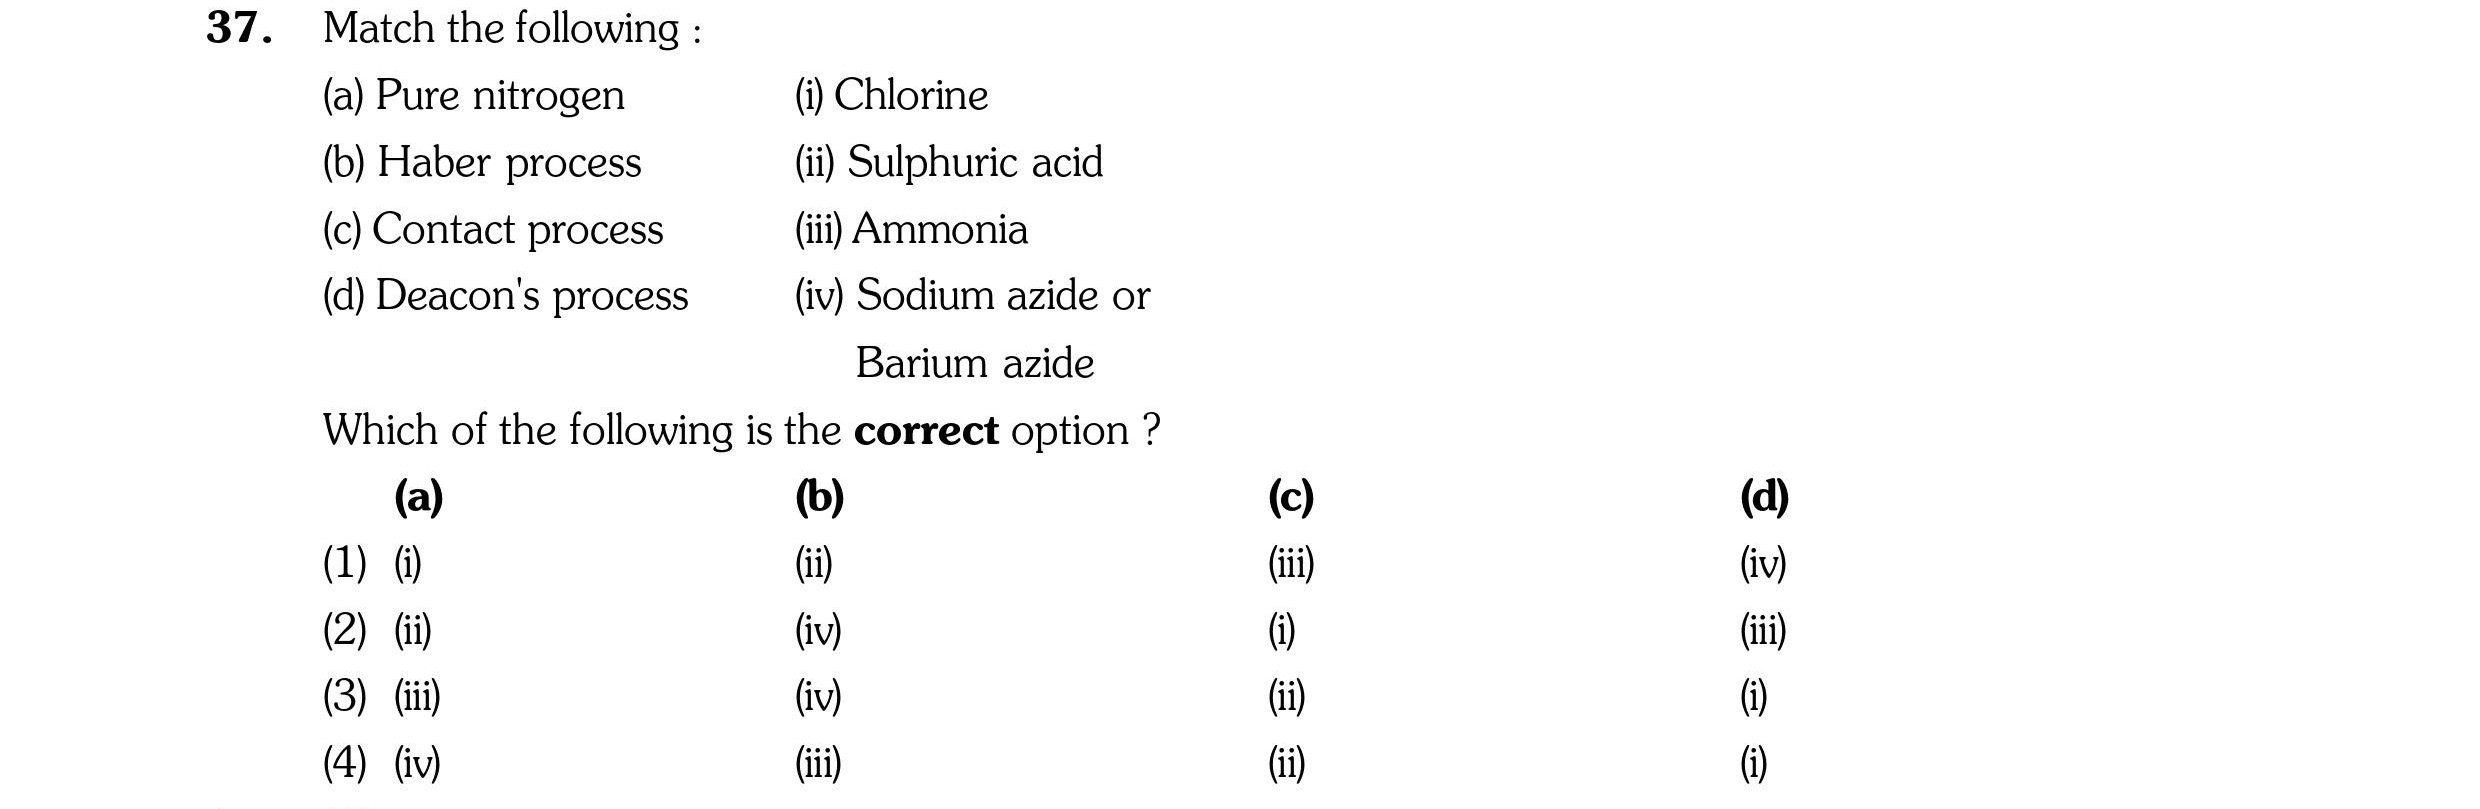 37. Match the following :
(a) Pure nitrogen (i) Chlorine
(b) Haber process (ii) Sulphuric acid
(c) Contact process (iii) Ammonia
(d) Deacon's process (iv) Sodium azide or
Barium azide
Which of the following is the correct option ?
(a) (b) (c) (d)
(1) (i) (ii) (iii) (iv)
(2) (ii) (iv) (i) (iii)
(3) (iii) (iv) (ii) (i)
(4) (iv) (iii) (ii) (i)